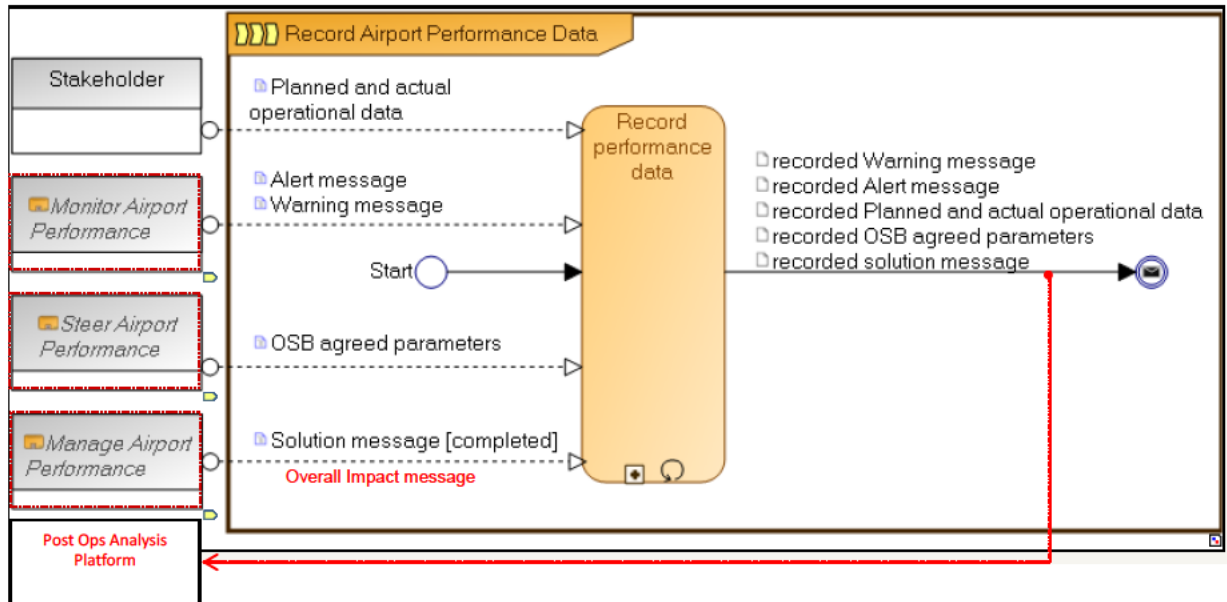 Record Airport Performance Data
Stakeholder
Planned and actual
operational data
Record
performance
data
recorded Warning message
recorded Alert message
recorded Planned and actual operational data
recorded OSB agreed parameters
recorded solution message
Monitor Airport
Performance
Alert message
Warning message
Start
Steer Airport
Performance
OSB agreed parameters
Manage Airport
Performance
Solution message [completed]
Overall Impact message
Post Ops Analysis
Platform